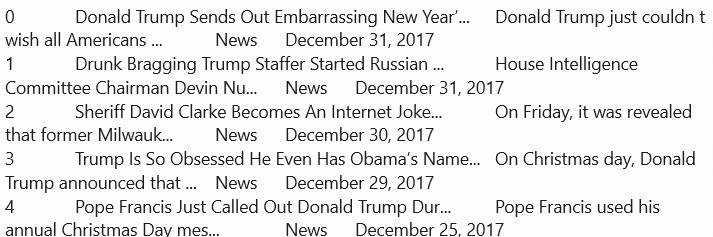 0 Donald Trump Sends Out Embarrassing New Year’... Donald Trump just couldn t
wish all Americans ... News December 31, 2017
1 Drunk Bragging Trump Staffer Started Russian ... House Intelligence
Committee Chairman Devin Nu... News December 31, 2017
2 Sheriff David Clarke Becomes An Internet Joke... On Friday, it was revealed
that former Milwauk... News December 30, 2017
3 Trump Is So Obsessed He Even Has Obama’s Name... On Christmas day, Donald
Trump announced that ... News December 29, 2017
4 Pope Francis Just Called Out Donald Trump Dur... Pope Francis used his
annual Christmas Day mes... News December 25, 2017